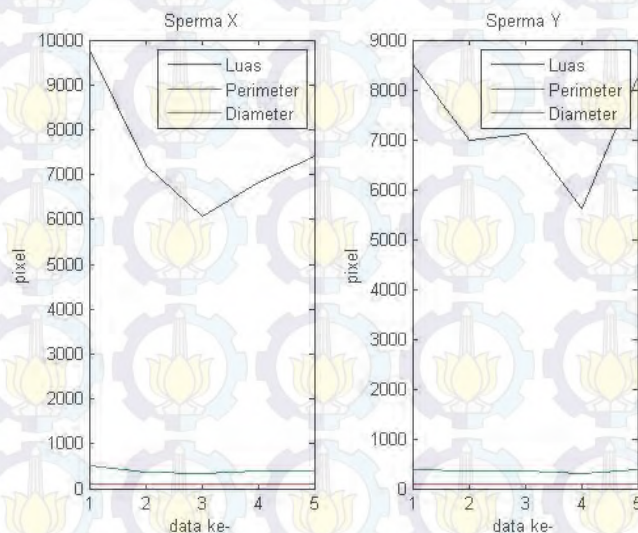 Sperma X
10000
9000
8000
7000
6000
5000
4000
3000
2000
1000
0
pixel
Luas
Perimeter
Diameter
1 2 3 4 5
data ke-
Sperma Y
9000
8000
7000
6000
5000
4000
3000
2000
1000
0
pixel
Luas
Perimeter
Diameter
1 2 3 4 5
data ke-